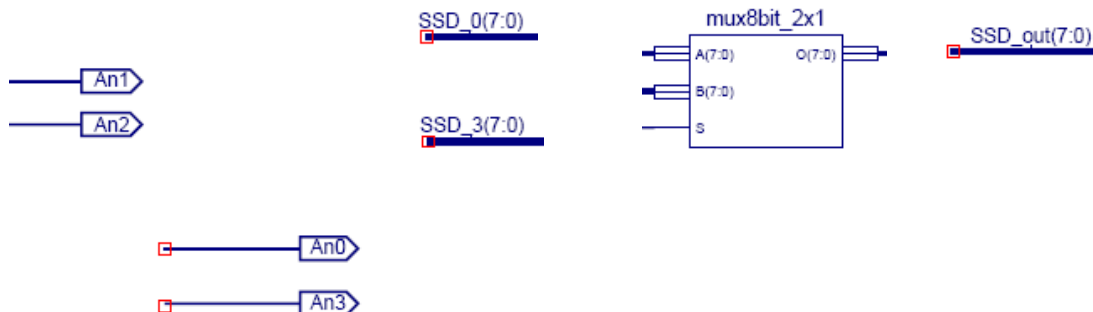 SSD_0(7:0)
mux8bit_2x1
SSD_out(7:0)
A(7:0)
O(7:0)
An1
B(7:0)
An2
SSD_3(7:0)
S
An0
An3